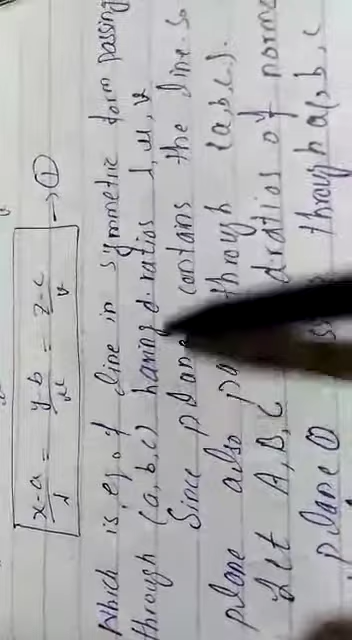 x-a/λ = y-b/μ = z-c/ν → ①
Which is eq. of line in symmetric form passing
through (a,b,c) having d ratios λ, μ, ν
Since plane contains the line. So
plane also through (a,b,c).
Let A, B, C d ratios of
plane ① through a(a, b, c